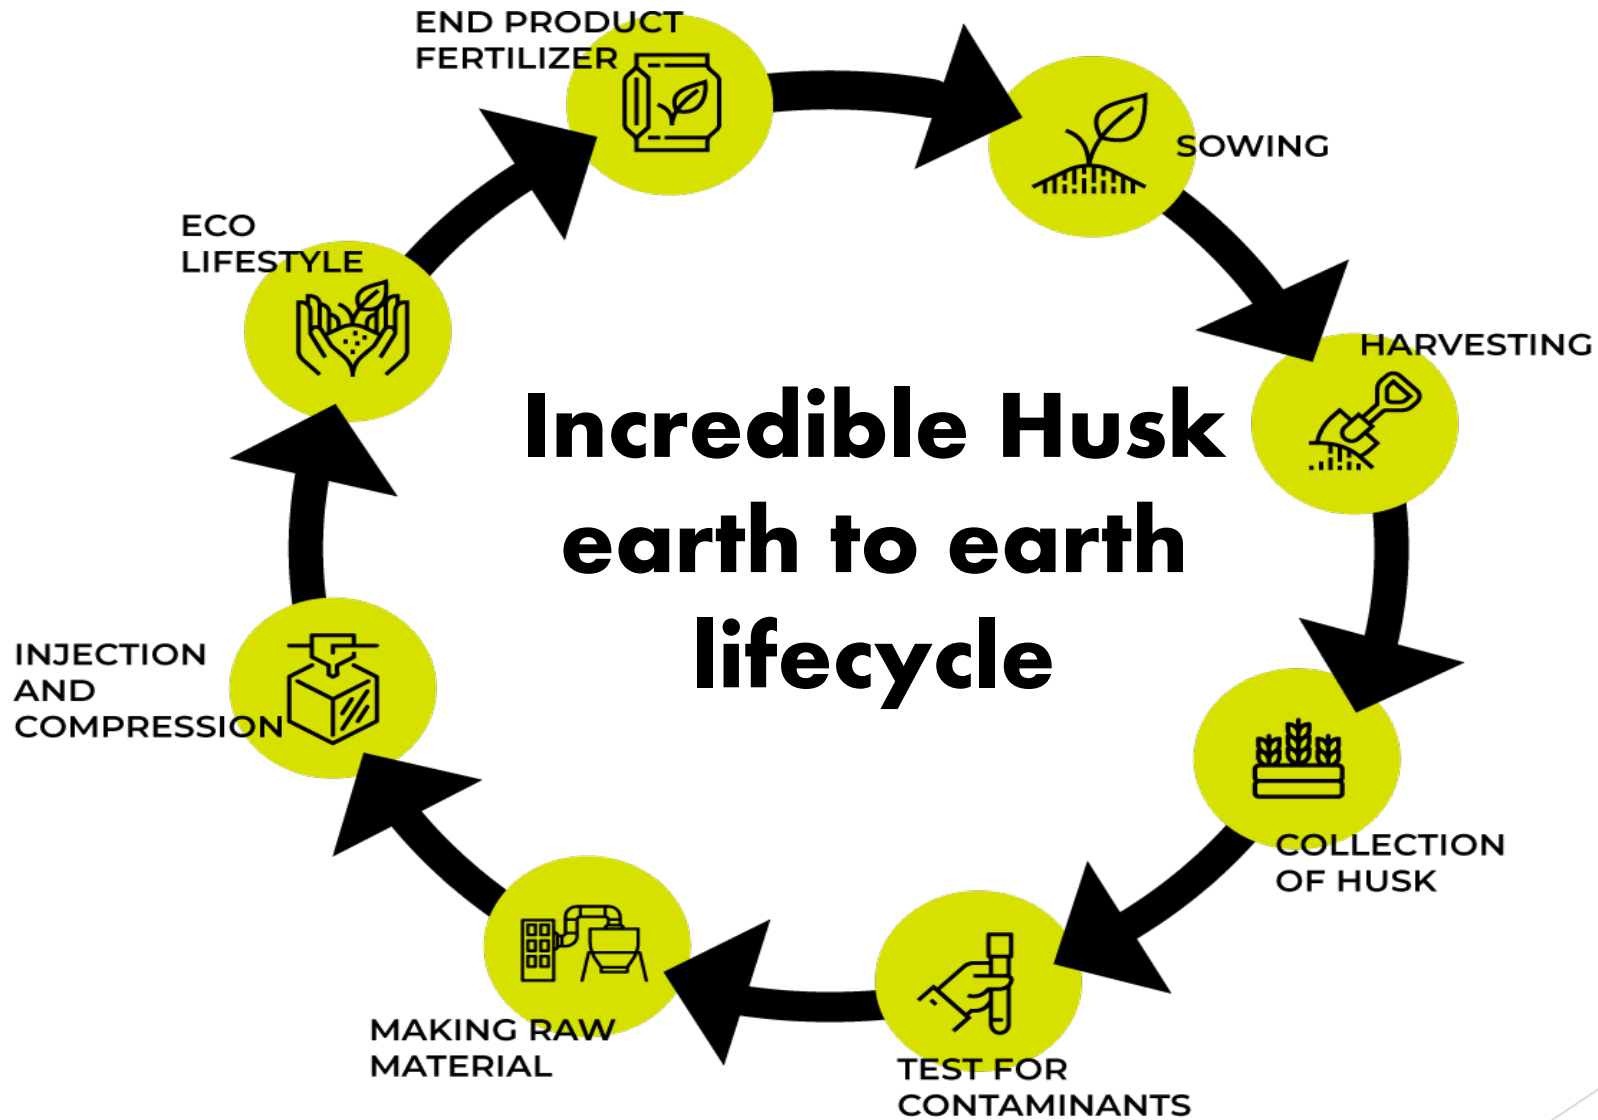 END PRODUCT
FERTILIZER
SOWING
HARVESTING
COLLECTION
OF HUSK
TEST FOR
CONTAMINANTS
MAKING RAW
MATERIAL
INJECTION
AND
COMPRESSION
ECO
LIFESTYLE
Incredible Husk
earth to earth
lifecycle